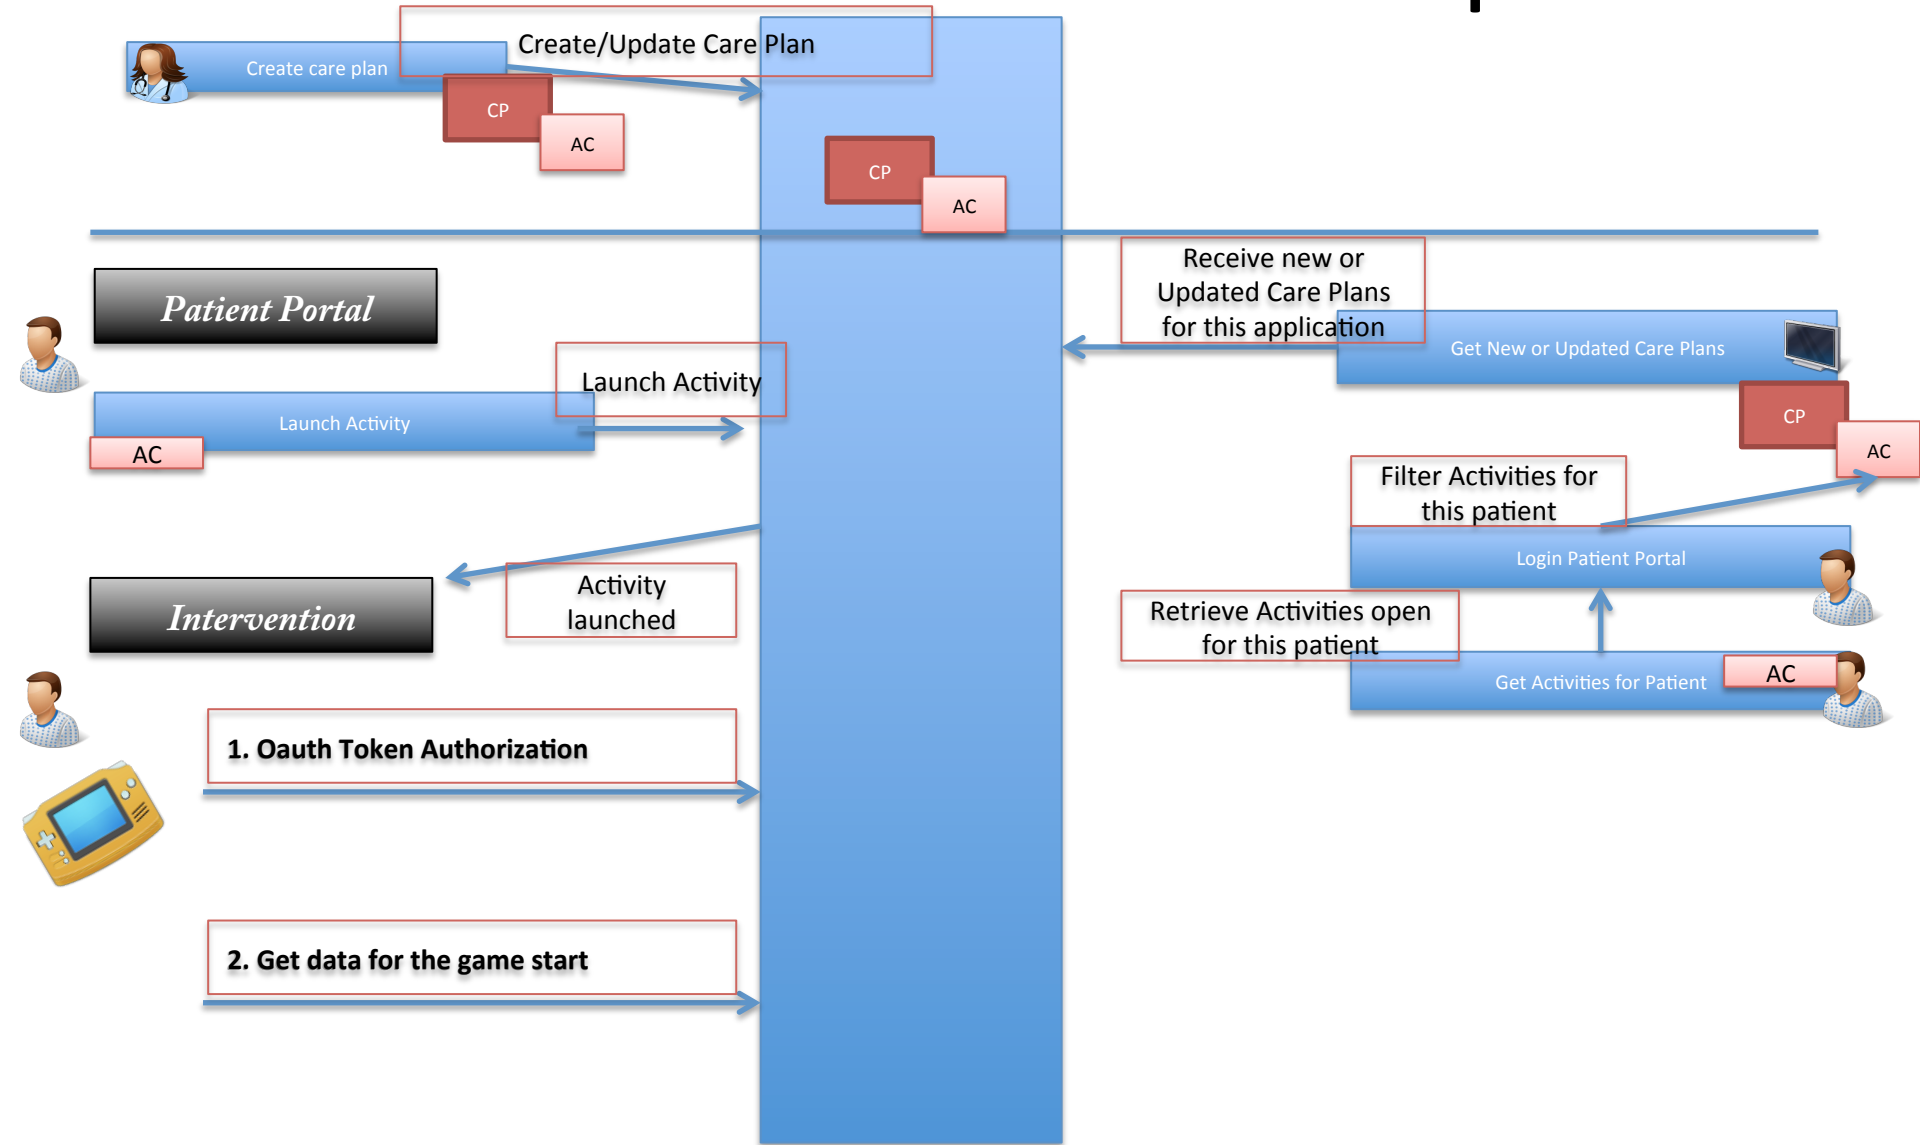 Create/Update Care Plan
Create care plan
CP
AC
CP
AC
Patient Portal
Launch Activity
Launch Activity
AC
Receive new or
Updated Care Plans
for this application
Get New or Updated Care Plans
CP
AC
Filter Activities for
this patient
Login Patient Portal
Activity
launched
Intervention
Retrieve Activities open
for this patient
Get Activities for Patient
AC
1. Oauth Token Authorization
2. Get data for the game start